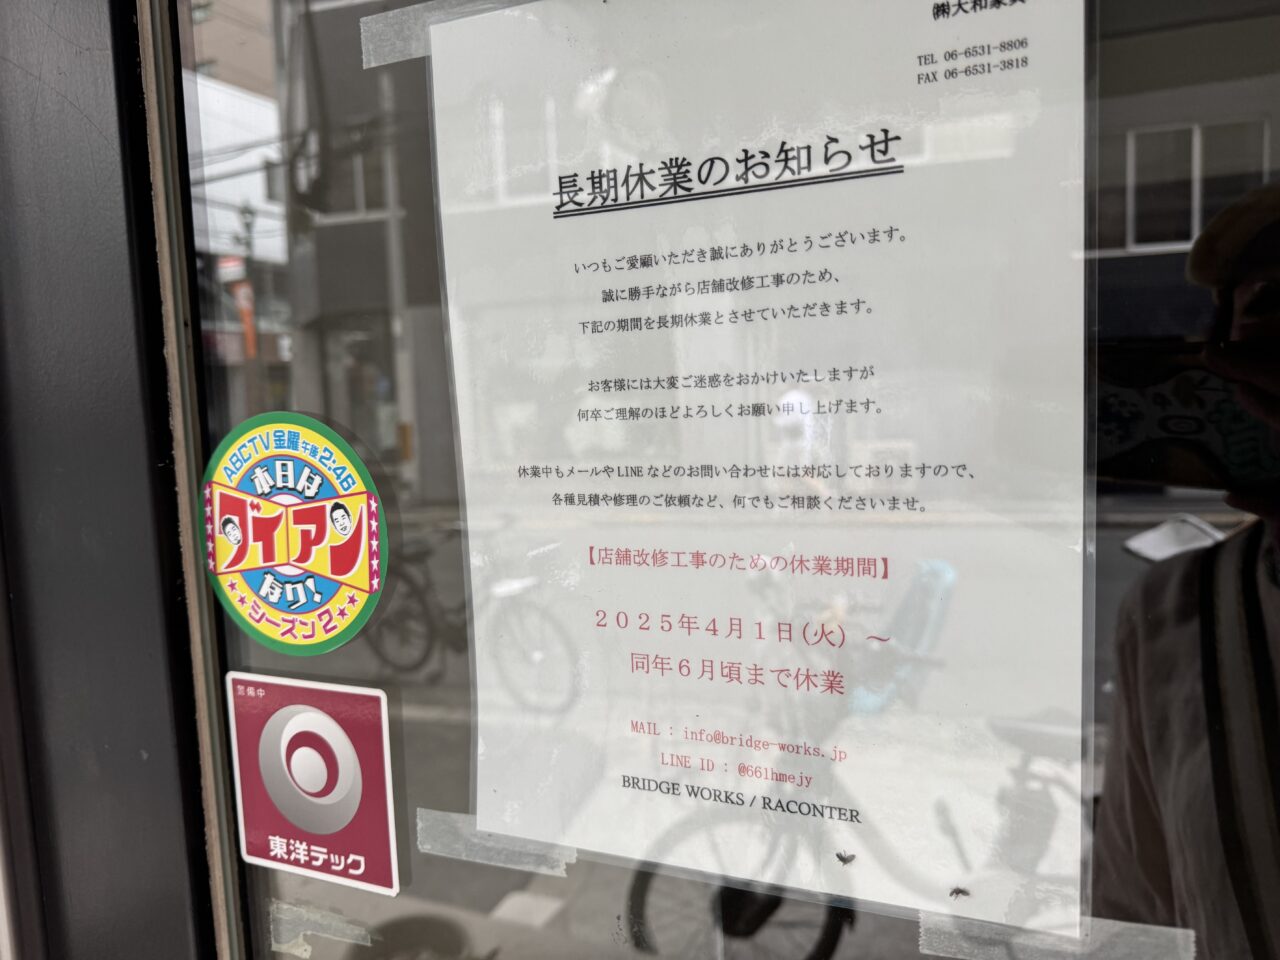 ㈱大和家具
TEL 06-6531-8806
FAX 06-6531-3818
長期休業のお知らせ
いつもご愛顧いただき誠にありがとうございます。
誠に勝手ながら店舗改修工事のため、
下記の期間を長期休業とさせていただきます。
お客様には大変ご迷惑をおかけいたしますが
何卒ご理解のほどよろしくお願い申し上げます。
休業中もメールやLINEなどのお問い合わせには対応しておりますので、
各種見積や修理のご依頼など、何でもご相談くださいませ。
【店舗改修工事のための休業期間】
２０２５年４月１日(火) ～
同年６月頃まで休業
MAIL : info@bridge-works.jp
LINE ID : @661hmejy
BRIDGE WORKS / RACONTER
ABCTV 金曜午後2:46
本日は
ダイアン
なり!
★★シーズン2★★
警備中
東洋テック